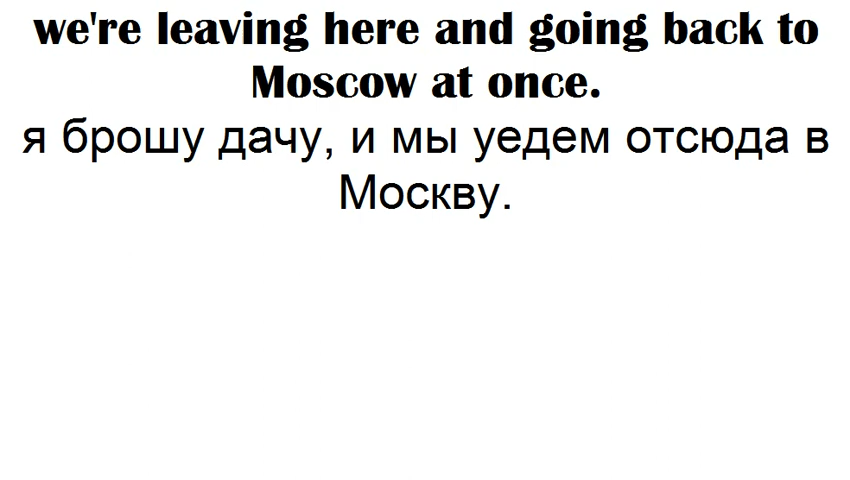 we're leaving here and going back to
Moscow at once.
я брошу дачу, и мы уедем отсюда в
Москву.